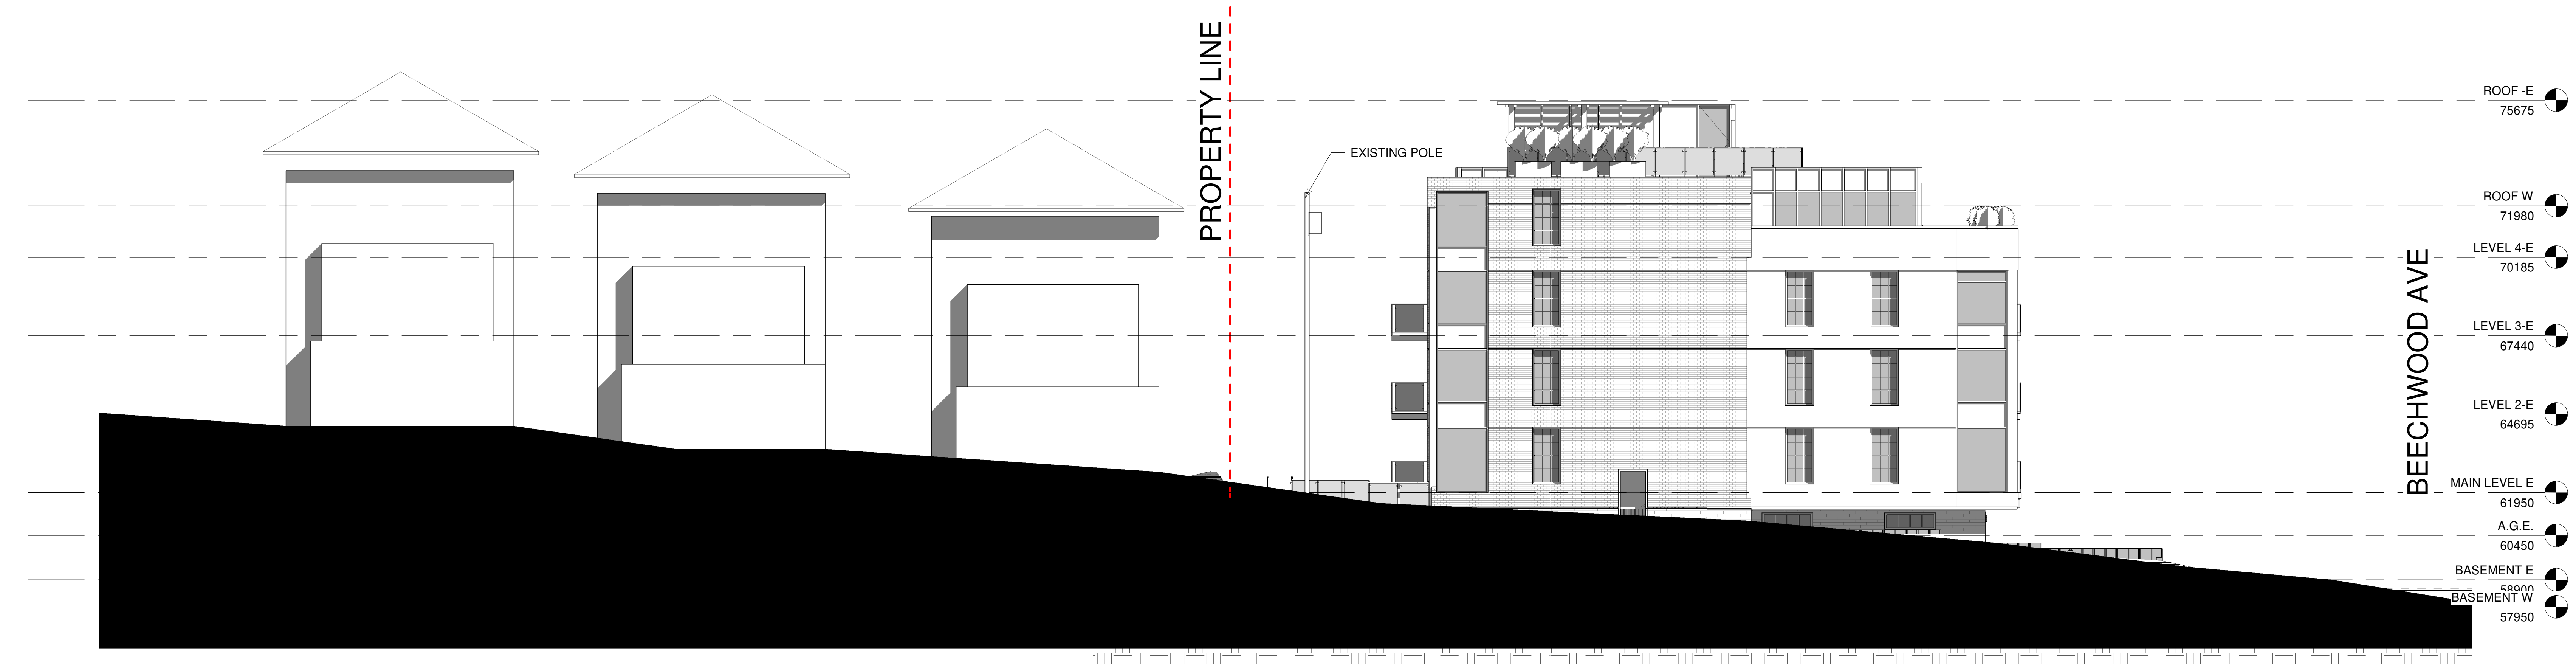 PROPERTY LINE
EXISTING POLE
BEECHWOOD AVE
ROOF -E
75675
ROOF W
71980
LEVEL 4-E
70185
LEVEL 3-E
67440
LEVEL 2-E
64695
MAIN LEVEL E
61950
A.G.E.
60450
BASEMENT E
58900
BASEMENT W
57950